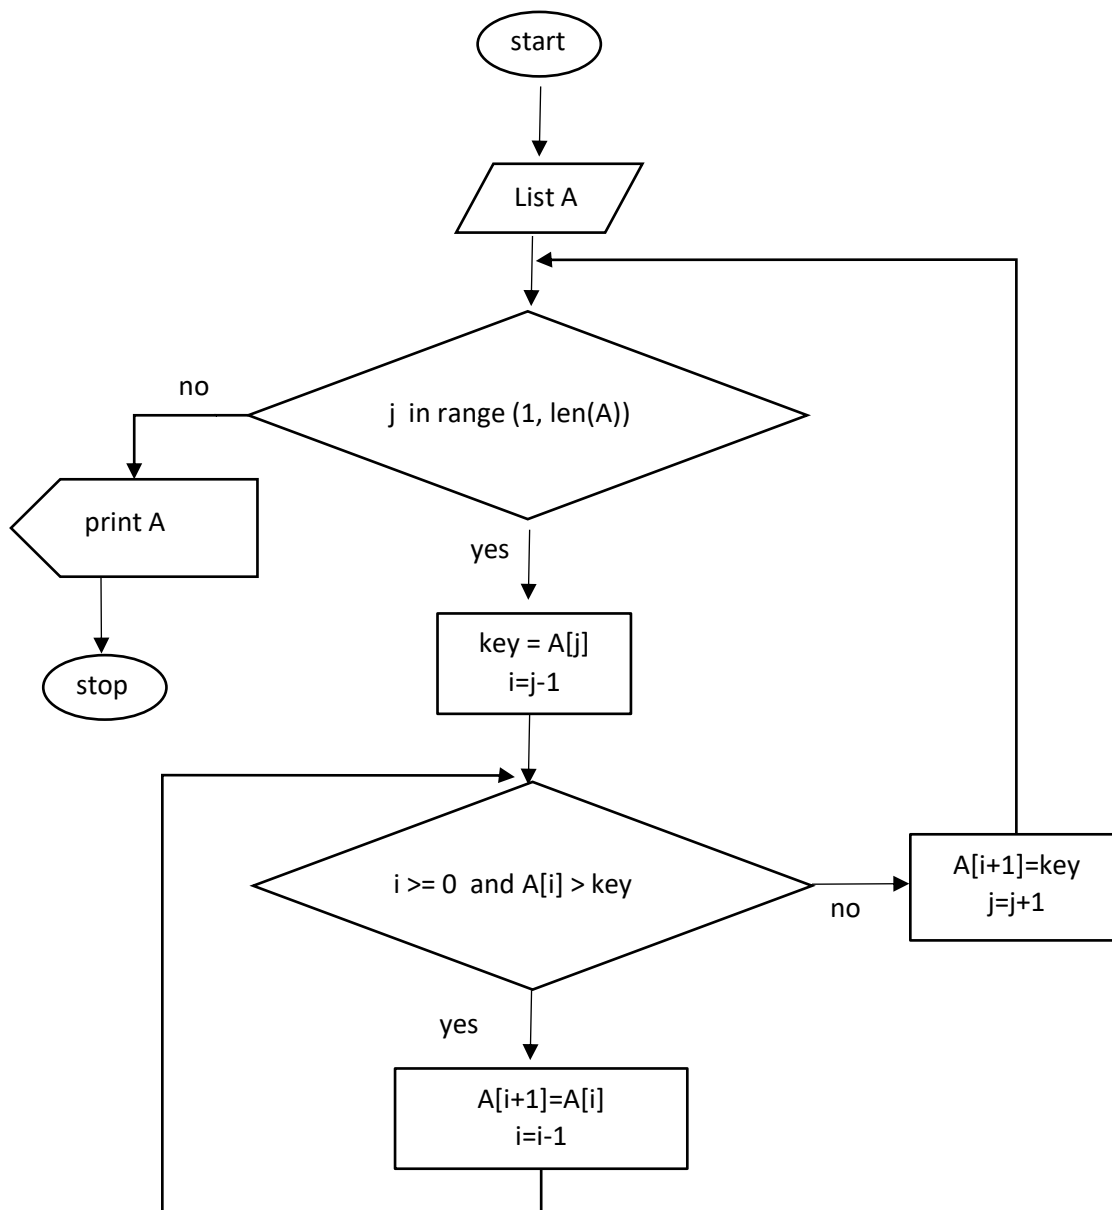 start
List A
j  in range (1, len(A))
no
print A
stop
yes
key = A[j]
i=j-1
i >= 0  and A[i] > key
no
A[i+1]=key
j=j+1
yes
A[i+1]=A[i]
i=i-1